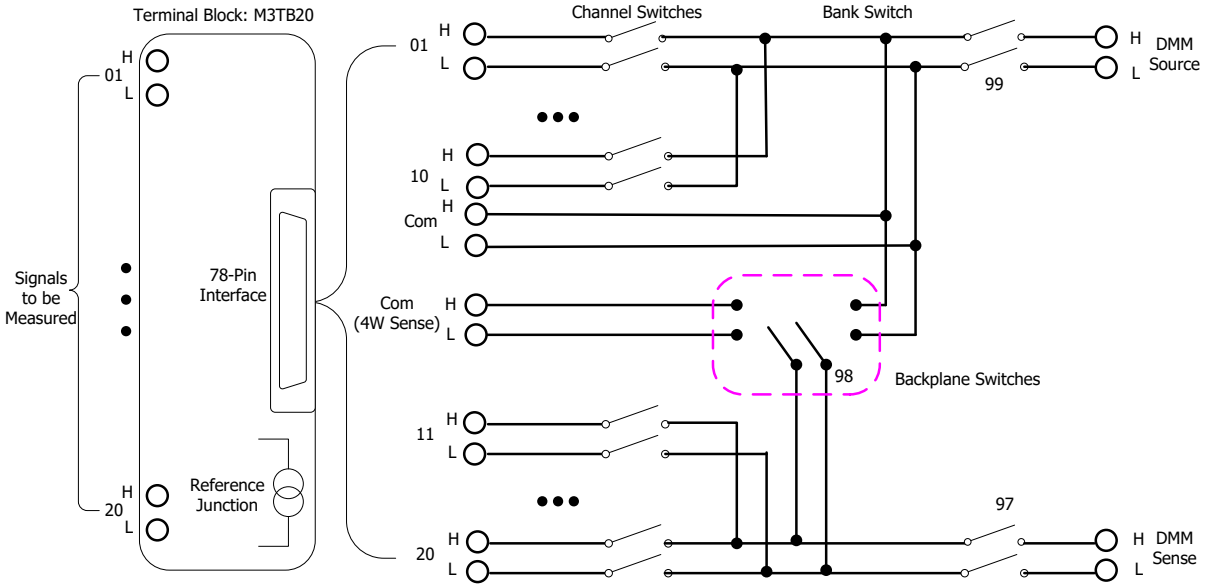 Terminal Block: M3TB20
Channel Switches
Bank Switch
H
01
L
H
01
L
H
L
DMM
Source
99
H
10
L
H
Com
L
Signals
to be
Measured
78-Pin
Interface
Com
(4W Sense)
H
L
98
Backplane Switches
H
11
L
Reference
Junction
H
20
L
97
H
20
L
H
L
DMM
Sense